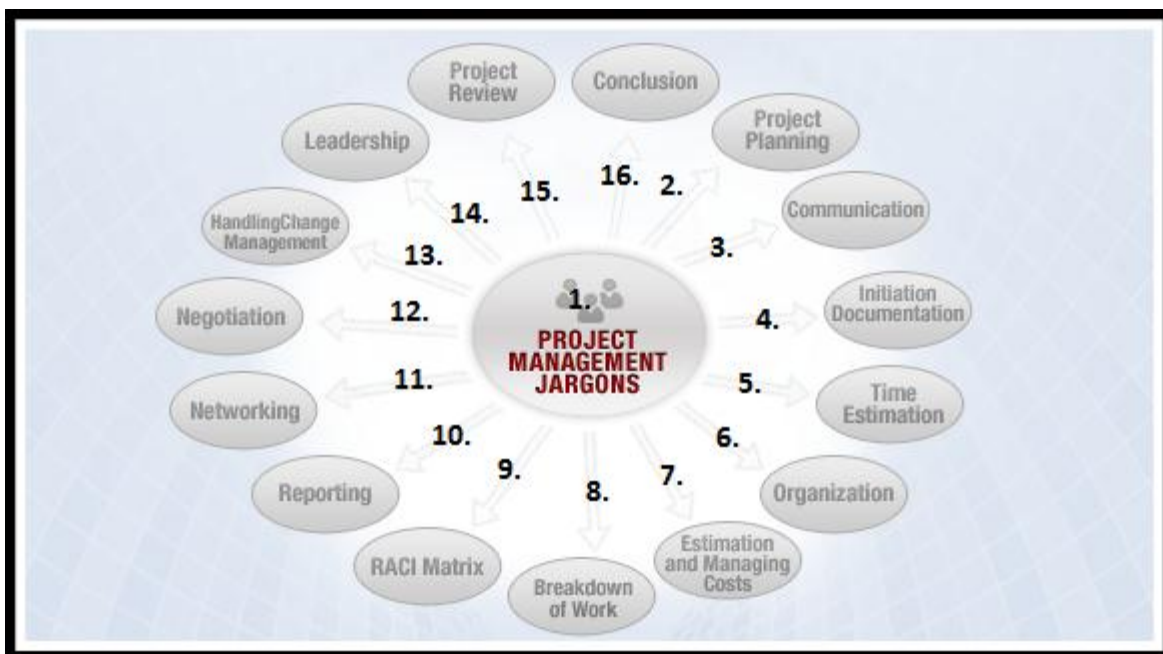 1.
PROJECT
MANAGEMENT
JARGONS
2.
Project
Planning
3.
Communication
4.
Initiation
Documentation
5.
Time
Estimation
6.
Organization
7.
Estimation
and Managing
Costs
8.
Breakdown
of Work
9.
RACI Matrix
10.
Reporting
11.
Networking
12.
Negotiation
13.
HandlingChange
Management
14.
Leadership
15.
Project
Review
16.
Conclusion